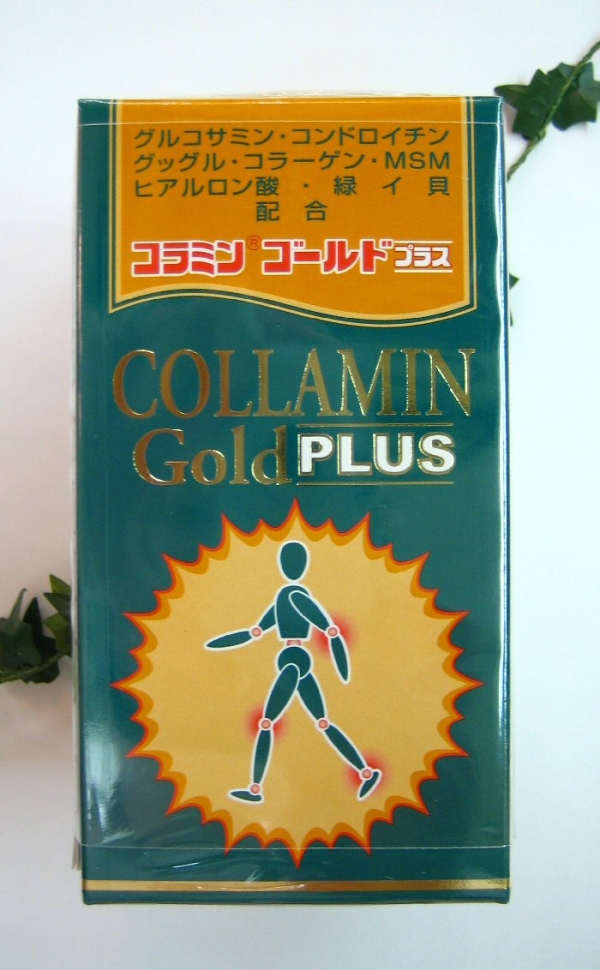 グルコサミン・コンドロイチン
グッグル・コラーゲン・MSM
ヒアルロン酸・緑イ貝
配合
コラミン®ゴールドプラス
COLLAMIN
Gold PLUS